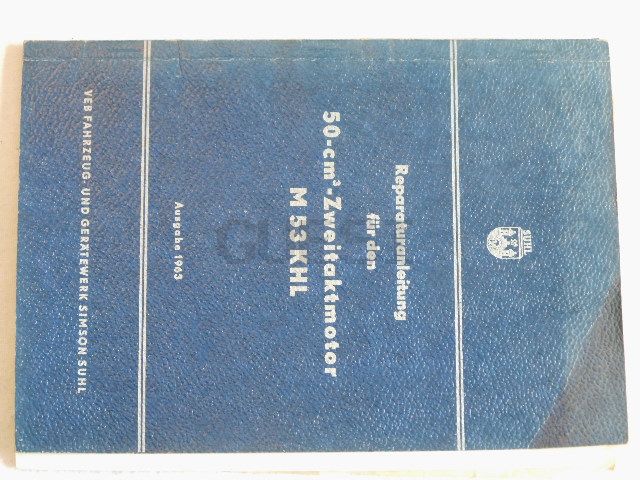 SUHL
Reparaturanleitung
für den
50-cm³-Zweitaktmotor
M 53 KHL
Ausgabe 1963
VEB FAHRZEUG- UND GERÄTEWERK SIMSON SUHL